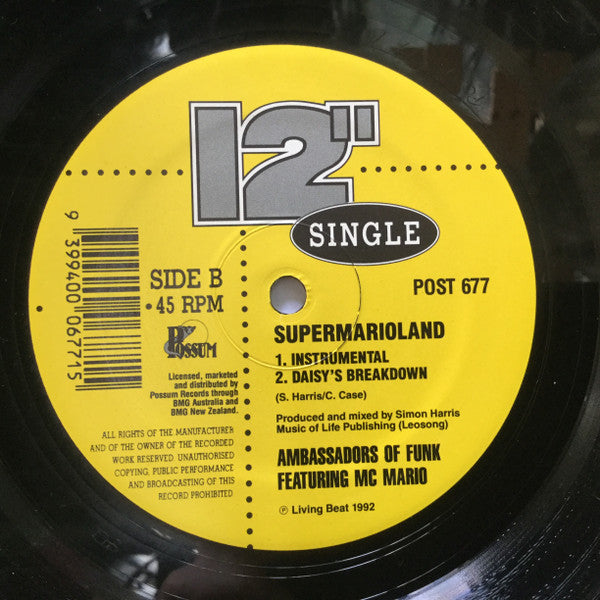 12"
SINGLE
POST 677
9 399400 067715
SIDE B
45 RPM
Possum
Licensed, marketed
and distributed by
Possum Records through
BMG Australia and
BMG New Zealand.
ALL RIGHTS OF THE MANUFACTURER
AND OF THE OWNER OF THE RECORDED
WORK RESERVED. UNAUTHORISED
COPYING, PUBLIC PERFORMANCE
AND BROADCASTING OF THIS
RECORD PROHIBITED.
SUPERMARIOLAND
1. INSTRUMENTAL
2. DAISY'S BREAKDOWN
(S. Harris/C. Case)
Produced and mixed by Simon Harris
Music of Life Publishing (Leosong)
AMBASSADORS OF FUNK
FEATURING MC MARIO
℗ Living Beat 1992